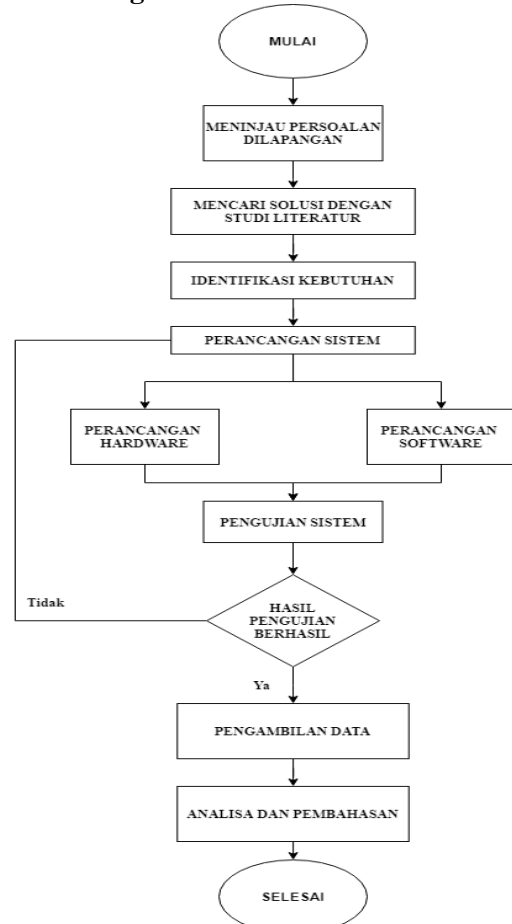 MULAI
MENINJAU PERSOALAN
DILAPANGAN
MENCARI SOLUSI DENGAN
STUDI LITERATUR
IDENTIFIKASI KEBUTUHAN
PERANCANGAN SISTEM
PERANCANGAN
HARDWARE
PERANCANGAN
SOFTWARE
PENGUJIAN SISTEM
Tidak
HASIL
PENGUJIAN
BERHASIL
Ya
PENGAMBILAN DATA
ANALISA DAN PEMBAHASAN
SELESAI